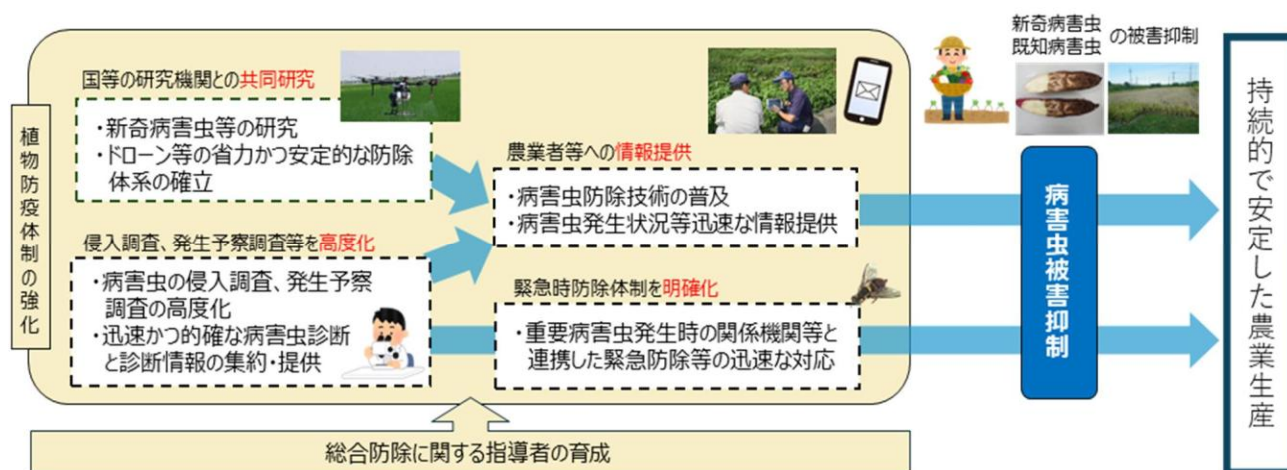 植物防疫体制の強化
国等の研究機関との共同研究
・新奇病害虫等の研究
・ドローン等の省力かつ安定的な防除
体系の確立
侵入調査、発生予察調査等を高度化
・病害虫の侵入調査、発生予察
調査の高度化
・迅速かつ的確な病害虫診断
と診断情報の集約・提供
農業者等への情報提供
・病害虫防除技術の普及
・病害虫発生状況等迅速な情報提供
緊急時防除体制を明確化
・重要病害虫発生時の関係機関等と
連携した緊急防除等の迅速な対応
総合防除に関する指導者の育成
新奇病害虫
既知病害虫
の被害抑制
病害虫被害抑制
持続的で安定した農業生産